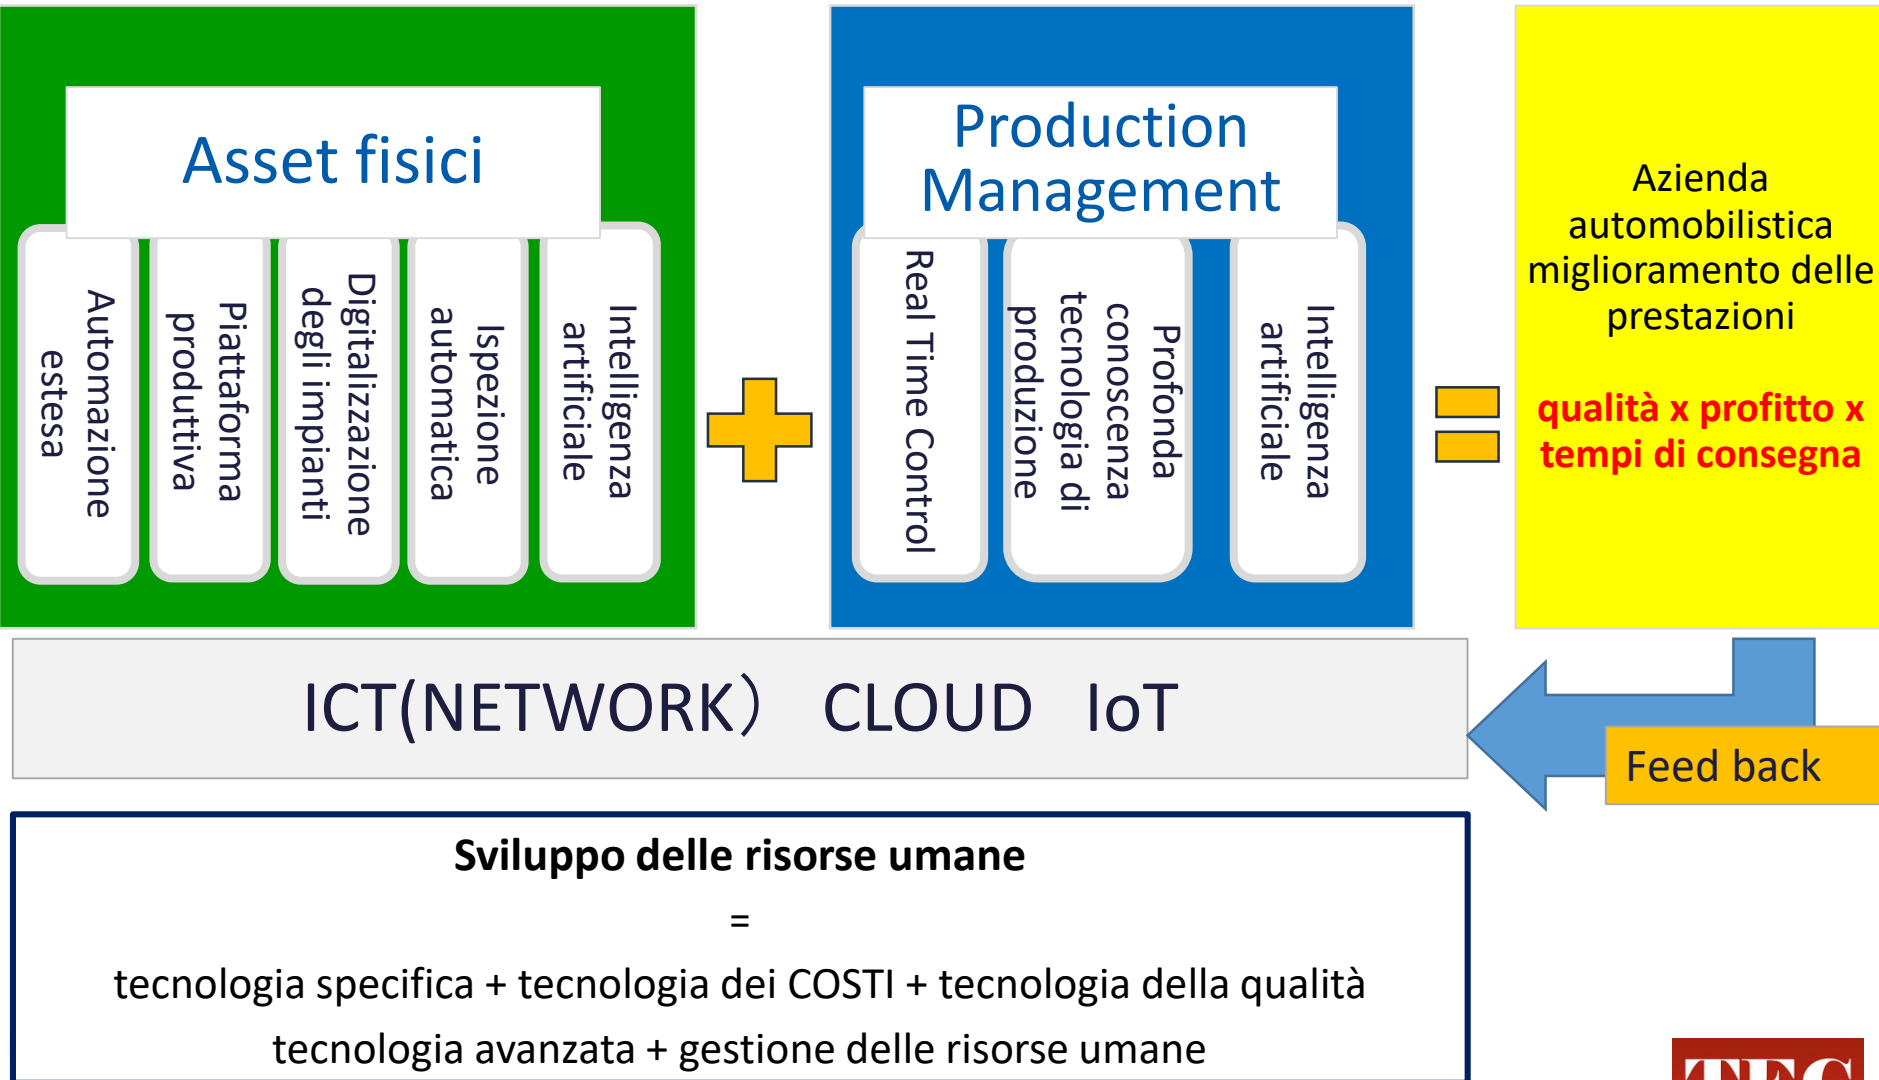 Asset fisici
Automazione
estesa
Piattaforma
produttiva
Digitalizzazione
degli impianti
Ispezione
automatica
Intelligenza
artificiale
Production
Management
Real Time Control
Profonda
conoscenza
tecnologia di
produzione
Intelligenza
artificiale
Azienda
automobilistica
miglioramento delle
prestazioni
qualità x profitto x
tempi di consegna
ICT(NETWORK） CLOUD IoT
Feed back
Sviluppo delle risorse umane
=
tecnologia specifica + tecnologia dei COSTI + tecnologia della qualità
tecnologia avanzata + gestione delle risorse umane